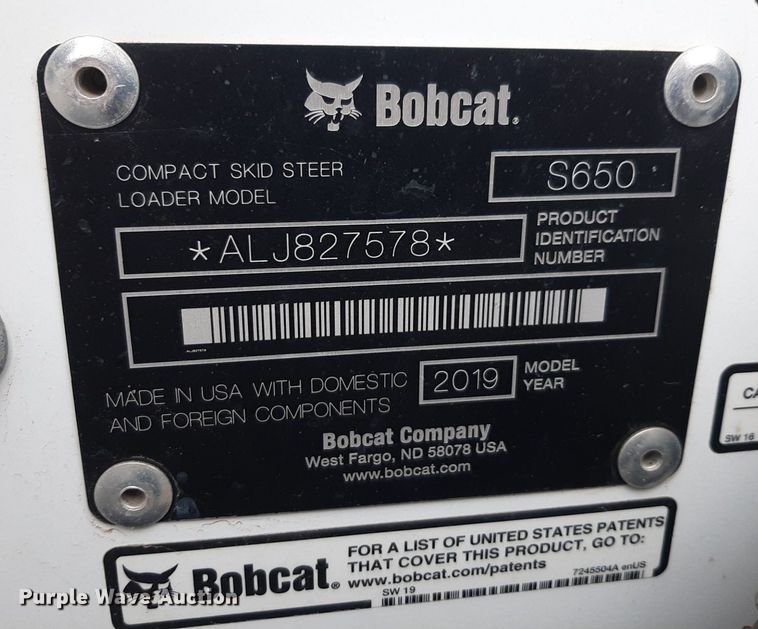 Bobcat®
COMPACT SKID STEER
LOADER MODEL
S650
*ALJ827578*
PRODUCT
IDENTIFICATION
NUMBER
ALJ827578
MADE IN USA WITH DOMESTIC
AND FOREIGN COMPONENTS
2019
MODEL
YEAR
Bobcat Company
West Fargo, ND 58078 USA
www.bobcat.com
CA
SW 16
Bobcat®
FOR A LIST OF UNITED STATES PATENTS
THAT COVER THIS PRODUCT, GO TO:
www.bobcat.com/patents
7245504A enUS
SW 19
Purple Wave Auction